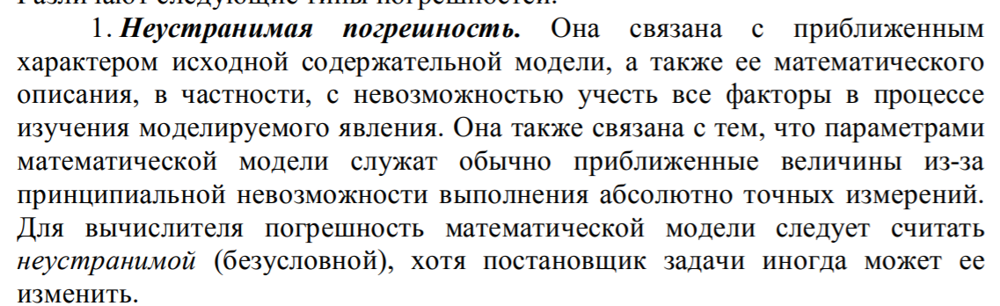 Различают следующие типы погрешностей.
1. Неустранимая погрешность. Она связана с приближенным
характером исходной содержательной модели, а также ее математического
описания, в частности, с невозможностью учесть все факторы в процессе
изучения моделируемого явления. Она также связана с тем, что параметрами
математической модели служат обычно приближенные величины из-за
принципиальной невозможности выполнения абсолютно точных измерений.
Для вычислителя погрешность математической модели следует считать
неустранимой (безусловной), хотя постановщик задачи иногда может ее
изменить.